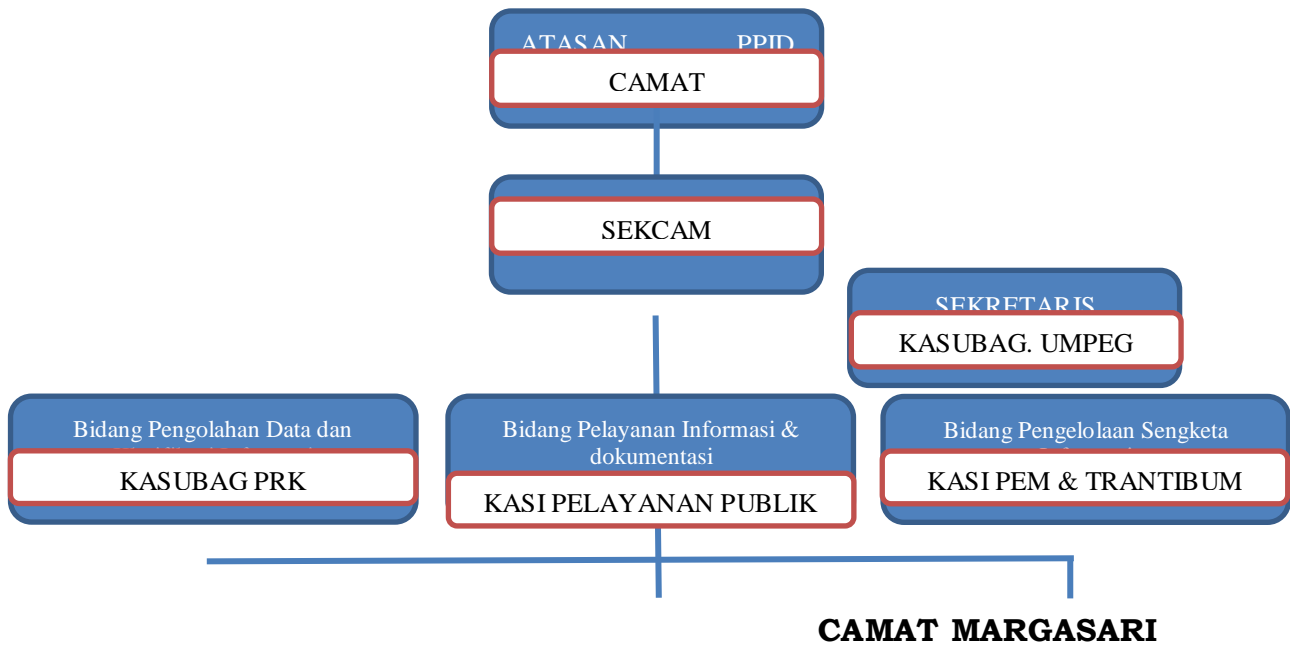 ATASAN PPID
CAMAT
SEKCAM
SEKRETARIS
KASUBAG. UMPEG
Bidang Pengolahan Data dan
KASUBAG PRK
Bidang Pelayanan Informasi &
dokumentasi
KASI PELAYANAN PUBLIK
Bidang Pengelolaan Sengketa
KASI PEM & TRANTIBUM
CAMAT MARGASARI